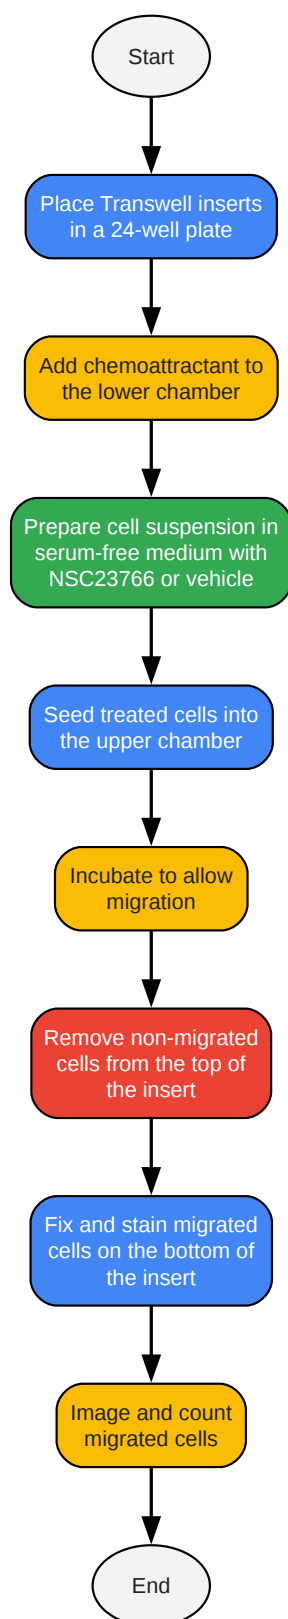 Start
Place Transwell inserts
in a 24-well plate
Add chemoattractant to
the lower chamber
Prepare cell suspension in
serum-free medium with
NSC23766 or vehicle
Seed treated cells into
the upper chamber
Incubate to allow
migration
Remove non-migrated
cells from the top of
the insert
Fix and stain migrated
cells on the bottom of
the insert
Image and count
migrated cells
End